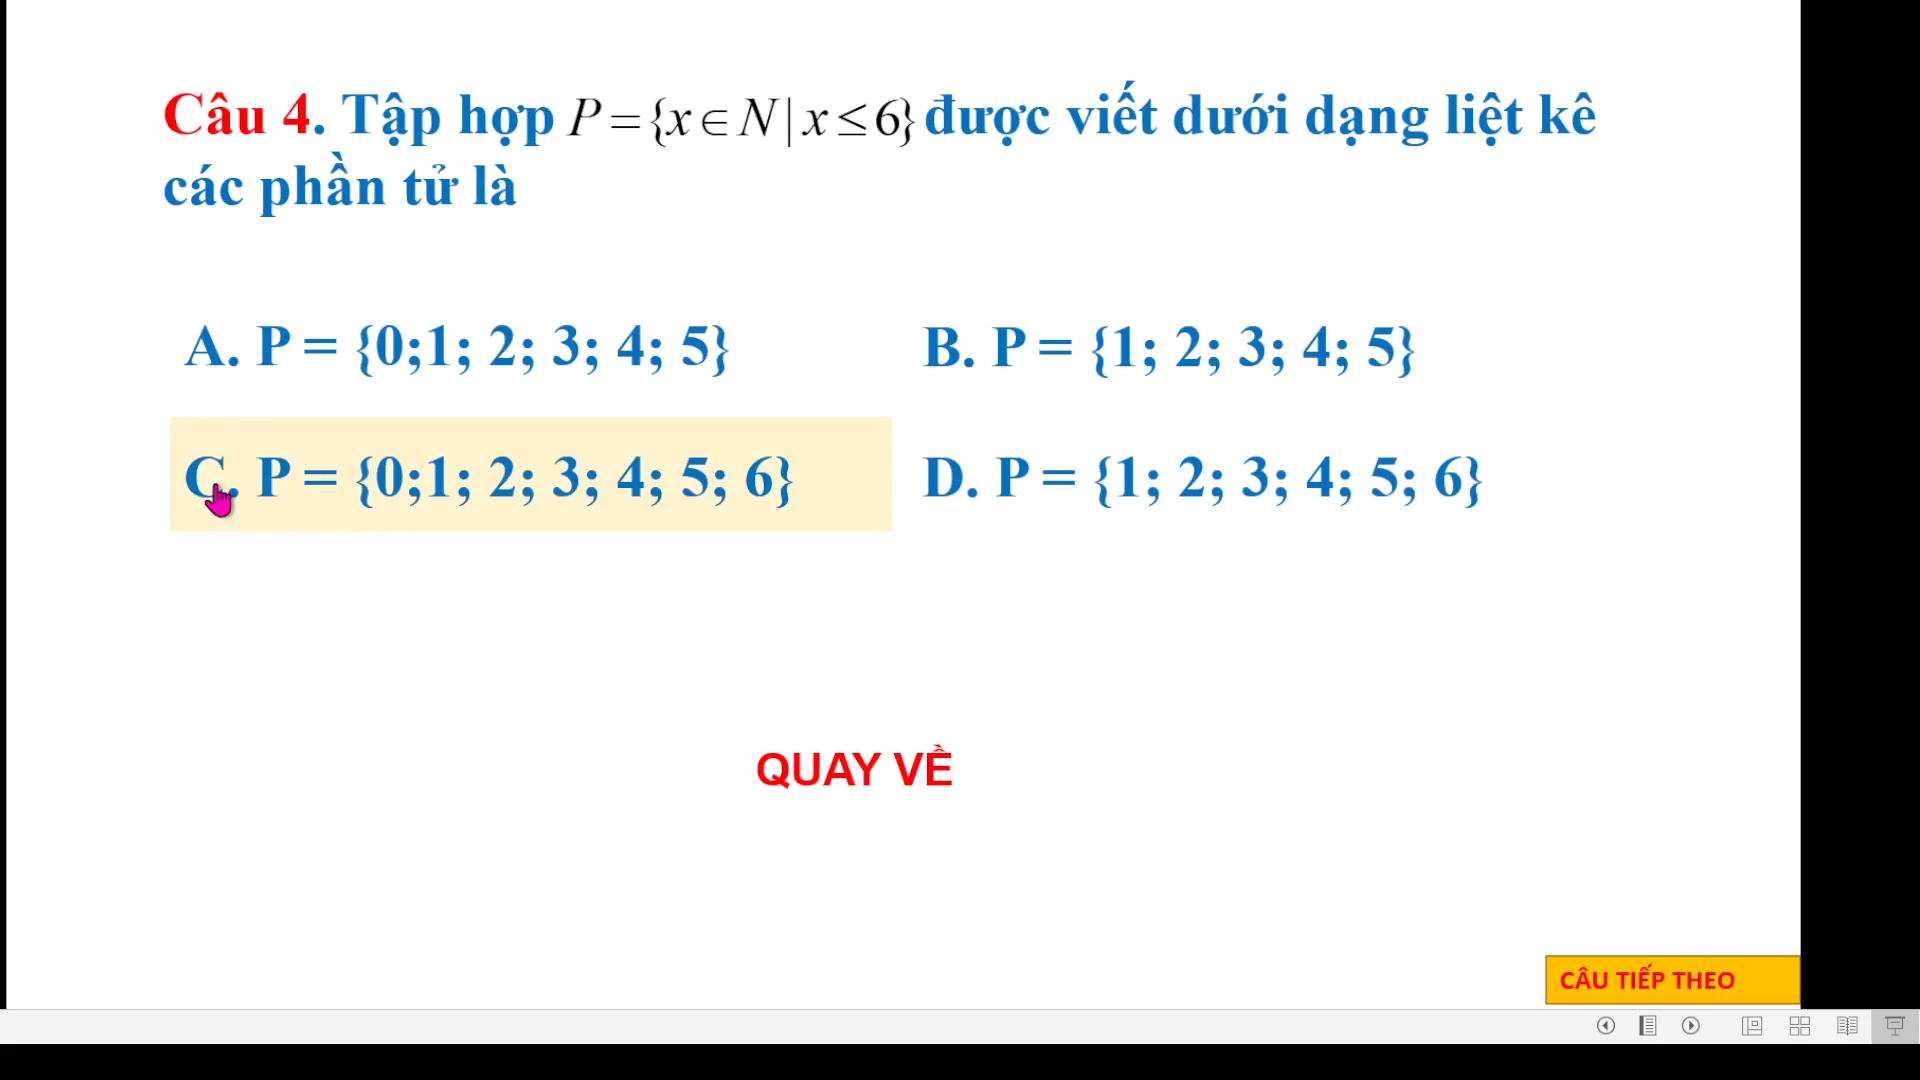 Câu 4. Tập hợp P={x∈N|x≤6} được viết dưới dạng liệt kê
các phần tử là
A. P = {0;1; 2; 3; 4; 5}
B. P = {1; 2; 3; 4; 5}
C. P = {0;1; 2; 3; 4; 5; 6}
D. P = {1; 2; 3; 4; 5; 6}
QUAY VỀ
CÂU TIẾP THEO